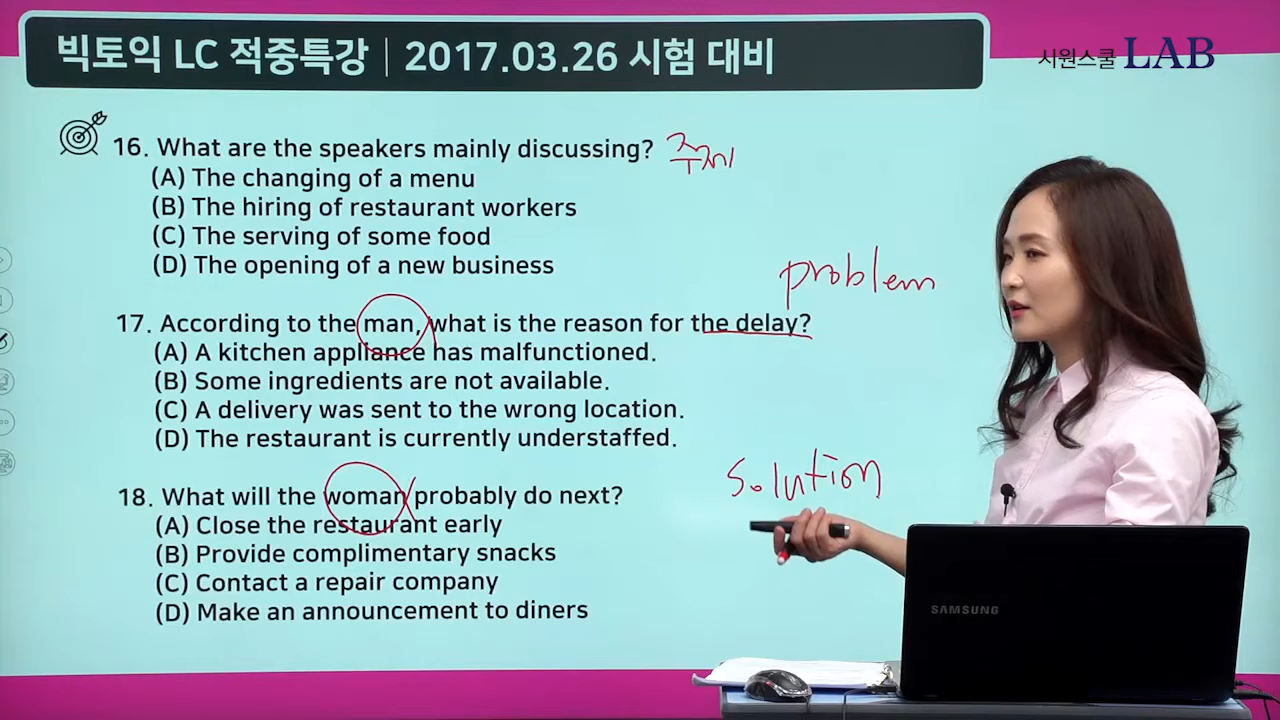 빅토익 LC 적중특강 | 2017.03.26 시험 대비
시원스쿨 LAB
16. What are the speakers mainly discussing? 주제
(A) The changing of a menu
(B) The hiring of restaurant workers
(C) The serving of some food
(D) The opening of a new business
problem
17. According to the man, what is the reason for the delay?
(A) A kitchen appliance has malfunctioned.
(B) Some ingredients are not available.
(C) A delivery was sent to the wrong location.
(D) The restaurant is currently understaffed.
solution
18. What will the woman probably do next?
(A) Close the restaurant early
(B) Provide complimentary snacks
(C) Contact a repair company
(D) Make an announcement to diners
SAMSUNG